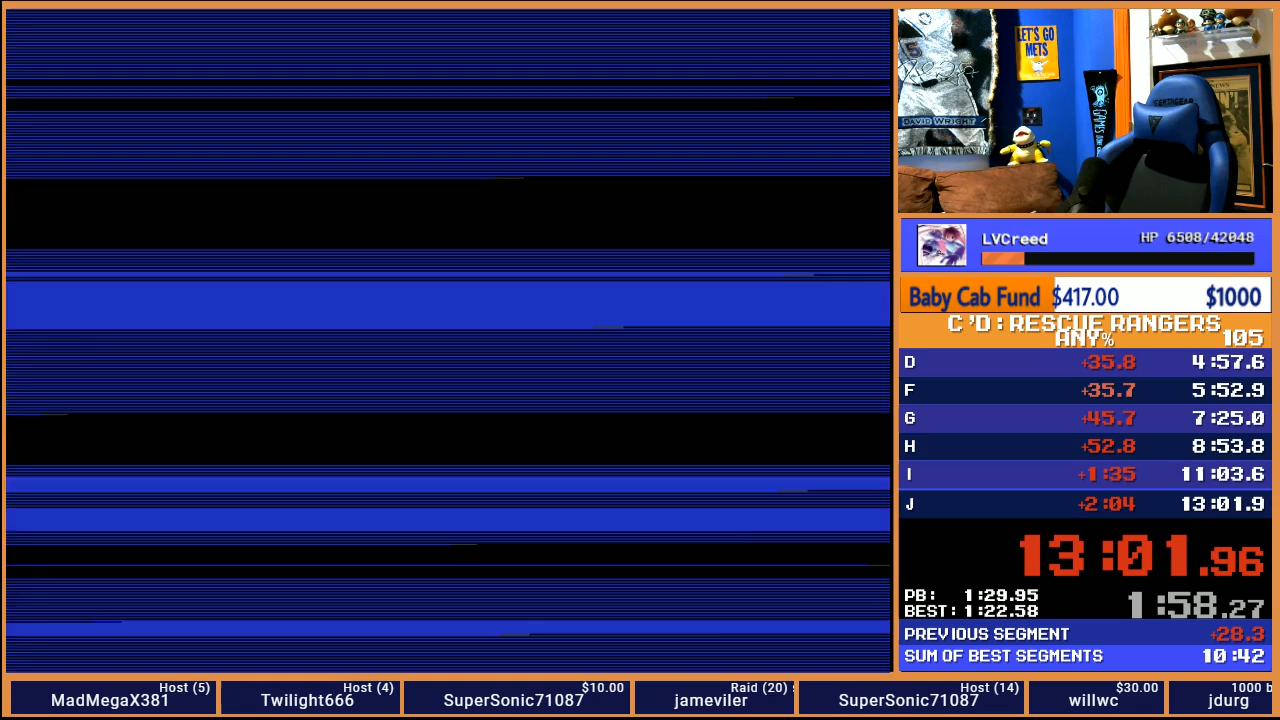 LET'S GO
METS
DAVID WRIGHT
LVCreed HP 6508/42048
Baby Cab Fund $417.00 $1000
C'D:RESCUE RANGERS
ANY% 105
D +35.8 4:57.6
F +35.7 5:52.9
G +45.7 7:25.0
H +52.8 8:53.8
I +1:35 11:03.6
J +2:04 13:01.9
13:01.96
PB: 1:29.95
BEST: 1:22.58
1:58.27
PREVIOUS SEGMENT +28.3
SUM OF BEST SEGMENTS 10:42
Host (5)
MadMegaX381
Host (4)
Twilight666
$10.00
SuperSonic71087
Raid (20)
jameviler
Host (14)
SuperSonic71087
$30.00
willwc
1000 b
jdurg